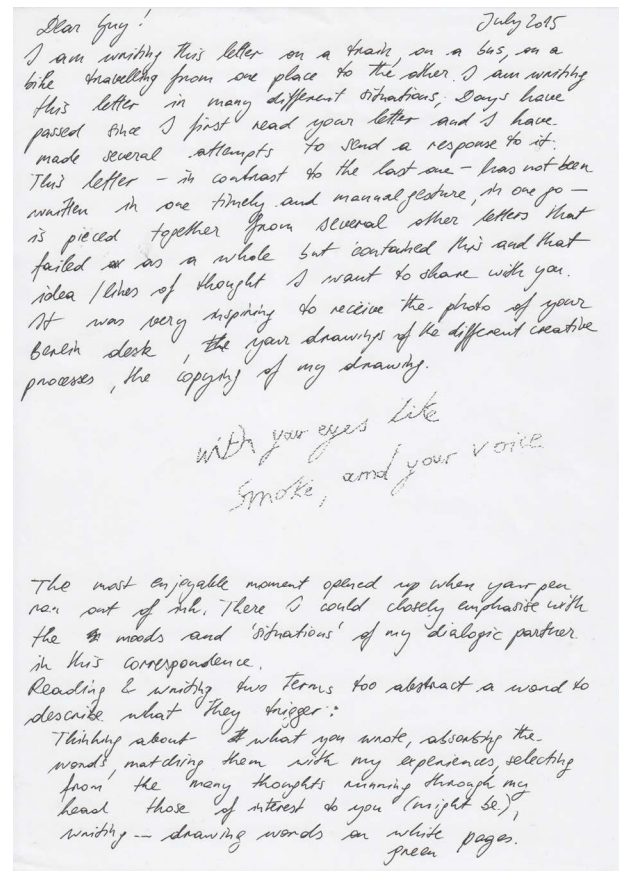 Dear Guy! July 2015
I am writing this letter on a train, on a bus, on a
bike travelling from one place to the other. I am writing
this letter in many different situations; Days have
passed since I first read your letter and I have
made several attempts to send a response to it.
This letter – in contrast to the last one – has not been
written in one timely and manual gesture, in one go –
is pieced together from several other letters that
failed as a whole but contained this and that
idea / lines of thought I want to share with you.
It was very inspiring to receive the photo of your
Berlin desk, your drawings of the different creative
processes, the copying of my drawing.
with your eyes like
smoke, and your voice
The most enjoyable moment opened up when your pen
ran out of ink. There I could closely emphasise with
the moods and 'situations' of my dialogic partner
in this correspondence.
Reading & writing two Terms too abstract a word to
describe what they trigger:
Thinking about what you wrote, absorbing the
words, matching them with my experiences, selecting
from the many thoughts running through my
head those of interest to you (might be),
writing -- drawing words on white
green pages.